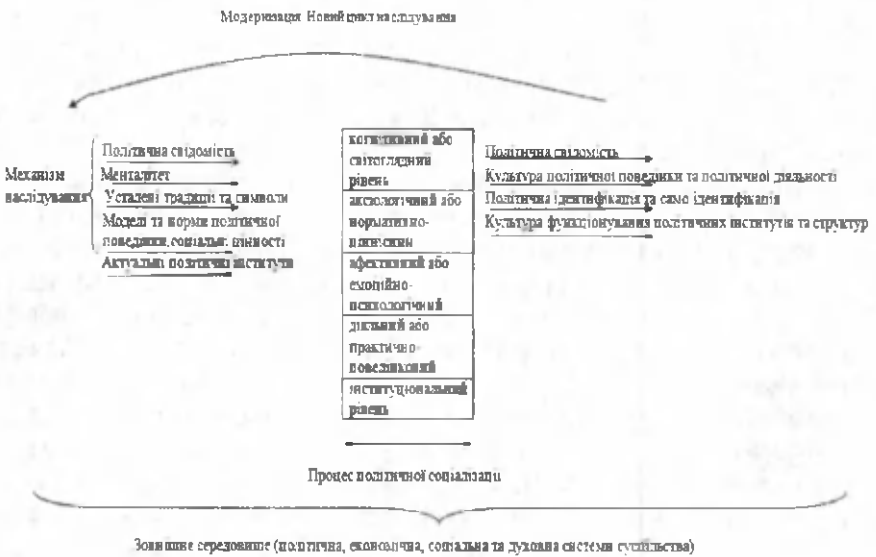 Модернизація Новий цикл наслідування
Механізм
наслідування
Політична свідомість
Менталітет
Усталені традиції та символи
Моделі та норми політичної
поведінки, соціальні цінності
Актуальні політичні інститути
когнітивний або
світоглядний
рівень
аксіологічний або
нормативно-
ціннісний
афективний або
емоційно-
психологічний
діяльний або
практично-
поведінковий
інституціональний
рівень
Політична свідомість
Культура політичної поведінки та політичної діяльності
Політична ідентифікація та само ідентифікація
Культура функціонування політичних інститутів та структур
Процес політичної соціалізації
Зовнішнє середовище (політична, економічна, соціальна та духовна системи суспільства)